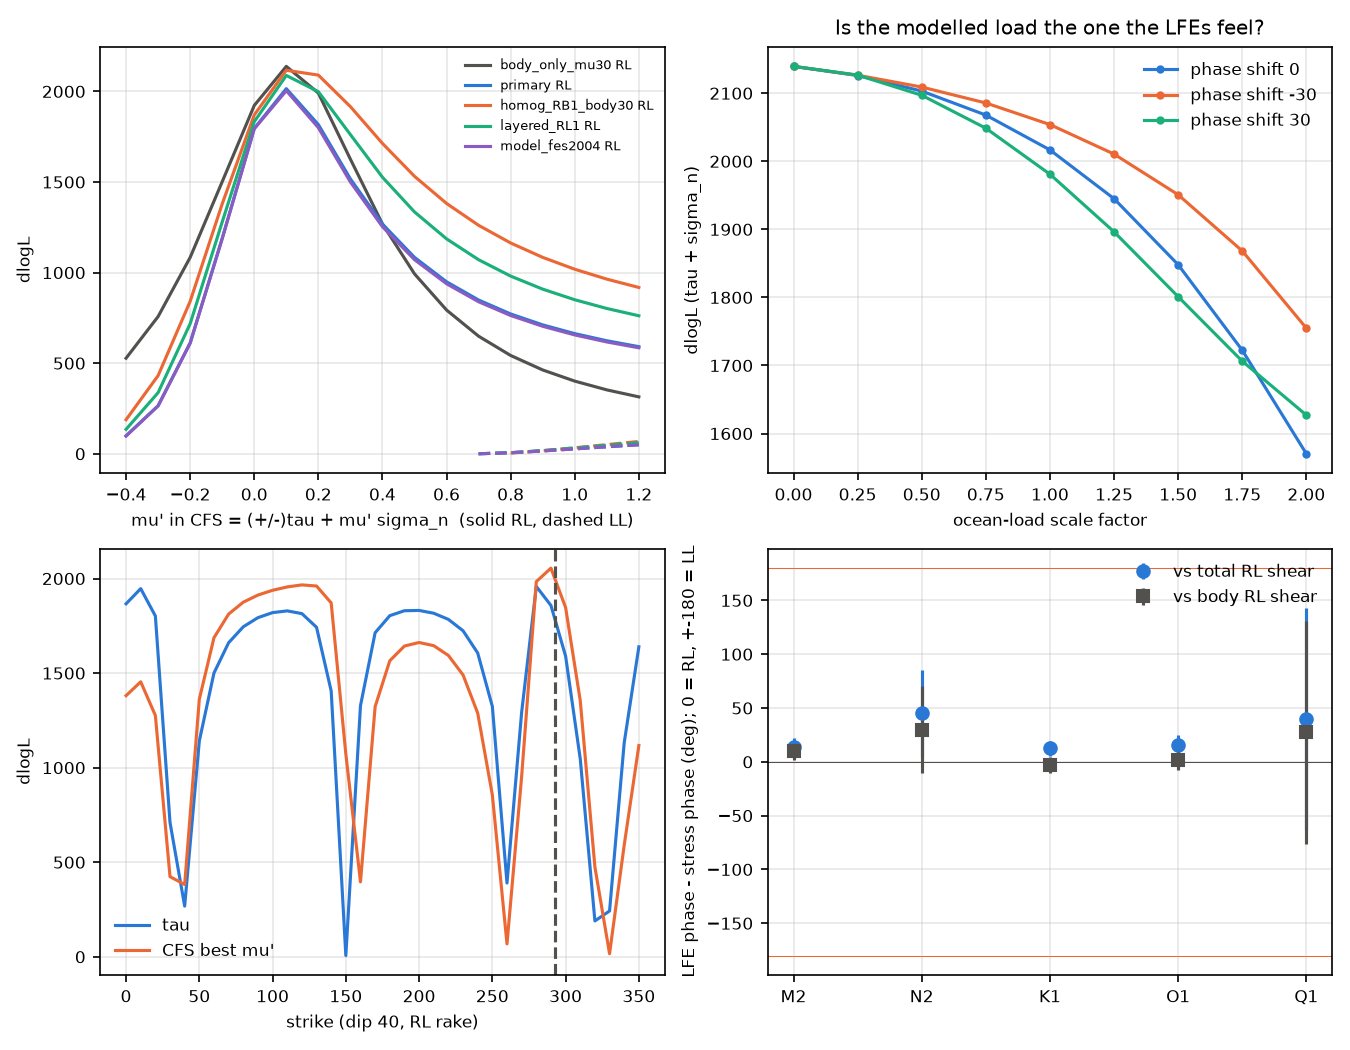 2000
1500
1000
500
0
dlogL
−0.4
−0.2
0.0
0.2
0.4
0.6
0.8
1.0
1.2
mu' in CFS = (+/-)tau + mu' sigma_n (solid RL, dashed LL)
body_only_mu30 RL
primary RL
homog_RB1_body30 RL
layered_RL1 RL
model_fes2004 RL
Is the modelled load the one the LFEs feel?
2100
2000
1900
1800
1700
1600
dlogL (tau + sigma_n)
0.00
0.25
0.50
0.75
1.00
1.25
1.50
1.75
2.00
ocean-load scale factor
phase shift 0
phase shift -30
phase shift 30
2000
1500
1000
500
0
dlogL
0
50
100
150
200
250
300
350
strike (dip 40, RL rake)
tau
CFS best mu'
150
100
50
0
−50
−100
−150
LFE phase - stress phase (deg); 0 = RL, +-180 = LL
M2
N2
K1
O1
Q1
vs total RL shear
vs body RL shear